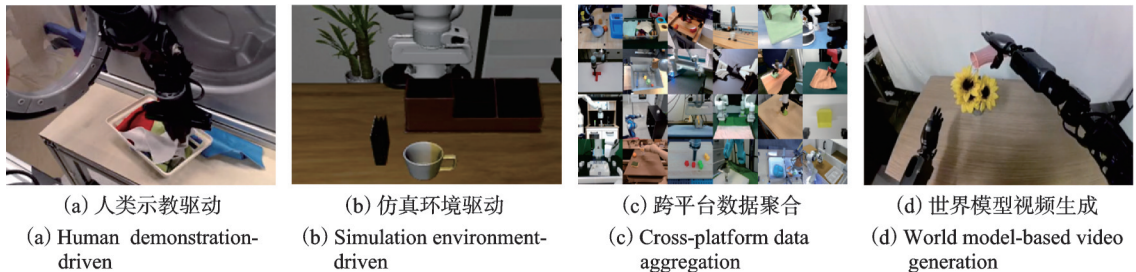 (a) 人类示教驱动
(b) 仿真环境驱动
(c) 跨平台数据聚合
(d) 世界模型视频生成
(a) Human demonstration-
driven
(b) Simulation environment-
driven
(c) Cross-platform data
aggregation
(d) World model-based video
generation